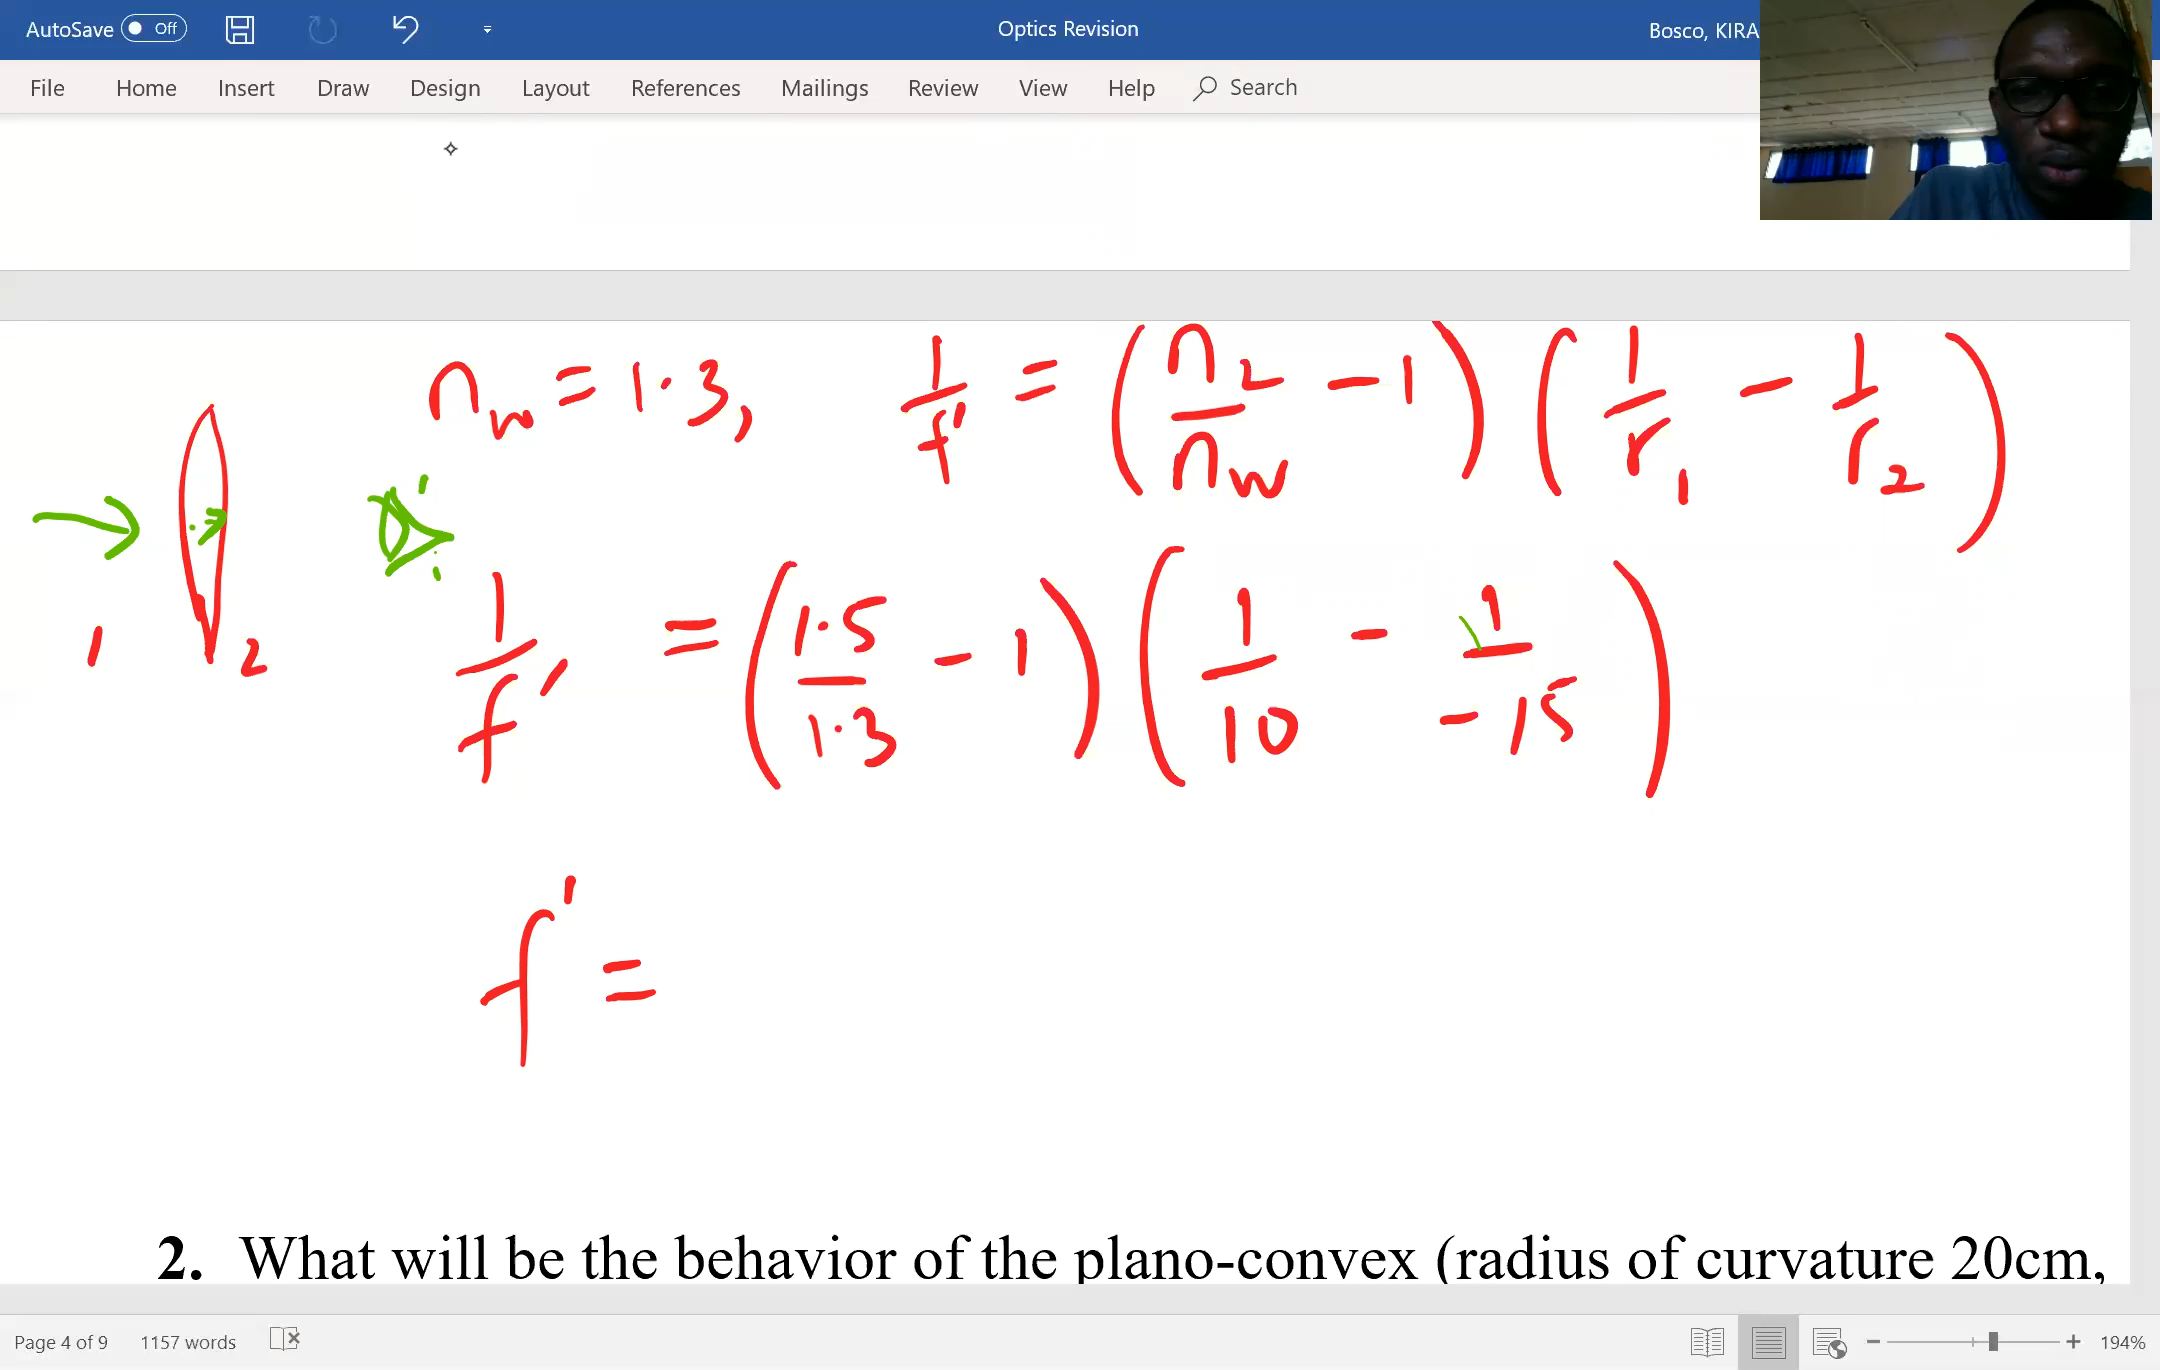 AutoSave Off Optics Revision Bosco, KIRA
File Home Insert Draw Design Layout References Mailings Review View Help Search
n_w = 1.3, 1/f' = (n_2/n_w - 1)(1/r_1 - 1/r_2)
1 2
1/f' = (1.5/1.3 - 1)(1/10 - 1/-15)
f' =
2. What will be the behavior of the plano-convex (radius of curvature 20cm,
Page 4 of 9 1157 words 194%